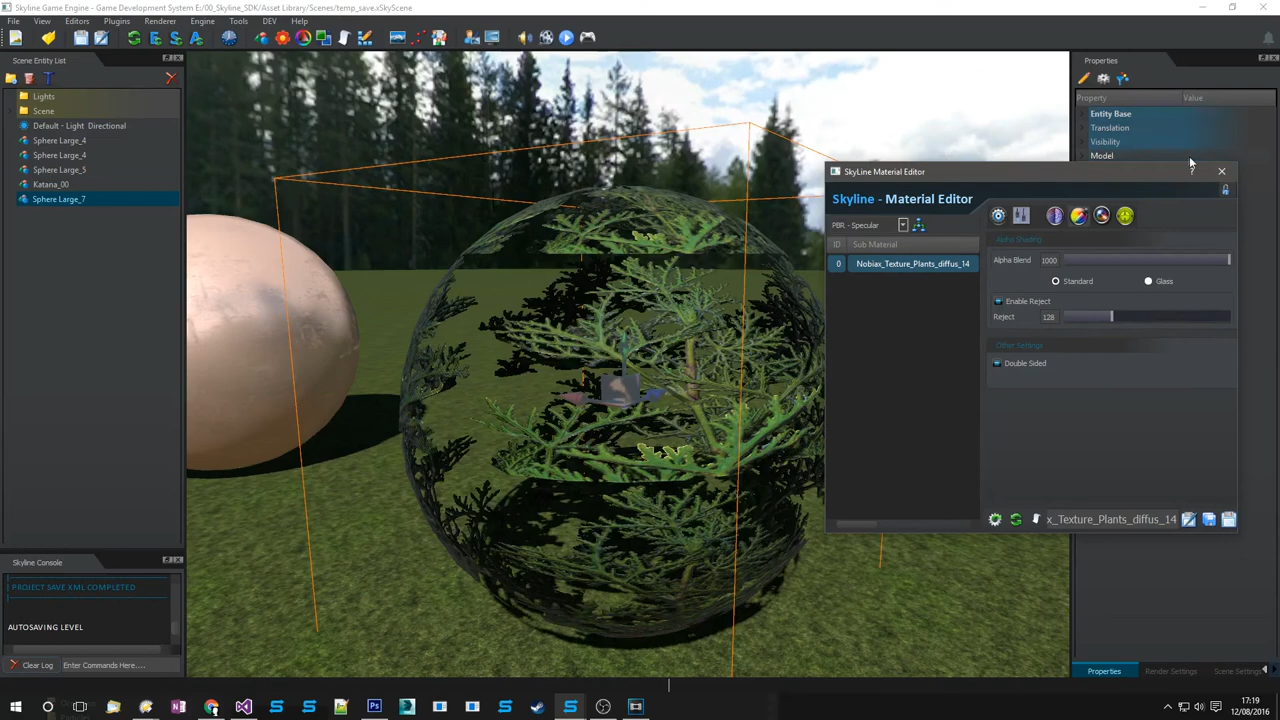 Skyline Game Engine - Game Development System E:/00_Skyline_SDK/Asset Library/Scenes/temp_save.xSkyScene
File View Editors Plugins Renderer Engine Tools DEV Help
Scene Entity List
Lights
Scene
Default - Light Directional
Sphere Large_4
Sphere Large_4
Sphere Large_5
Katana_00
Sphere Large_7
Skyline Console
PROJECT SAVE XML COMPLETED
AUTOSAVING LEVEL
Clear Log Enter Commands Here....
Properties
Property Value
Entity Base
Translation
Visibility
Model
SkyLine Material Editor
Skyline - Material Editor
PBR - Specular
ID Sub Material
0 Nobiax_Texture_Plants_diffus_14
Alpha Shading
Alpha Blend 1000
Standard Glass
Enable Reject
Reject 128
Other Settings
Double Sided
x_Texture_Plants_diffus_14
Properties Render Settings Scene Settings
17:19
12/08/2016